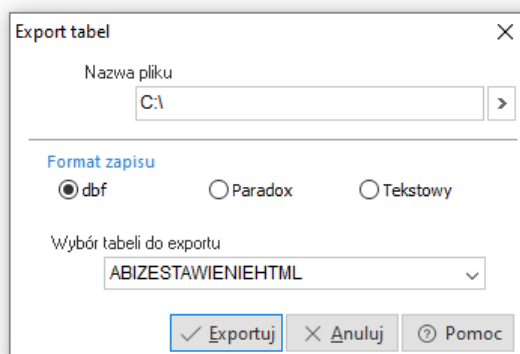 Export tabel
Nazwa pliku
C:\
Format zapisu
dbf Paradox Tekstowy
Wybór tabeli do exportu
ABIZESTAWIENIEHTML
Exportuj Anuluj Pomoc